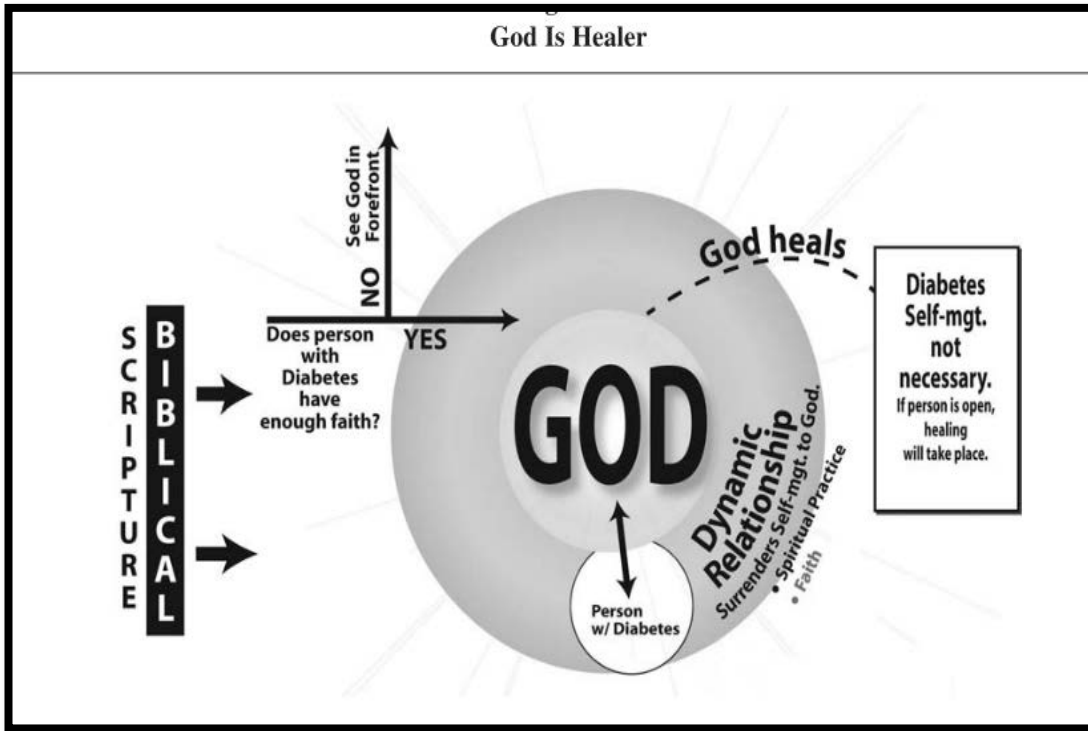 God Is Healer
See God in
Forefront
NO
YES
Does person
with
Diabetes
have
enough faith?
SCRIPTURE
BIBLICAL
GOD
God heals
Diabetes
Self-mgt.
not
necessary.
If person is open,
healing
will take place.
Dynamic
Relationship
Surrenders Self-mgt. to God.
• Spiritual Practice
• Faith
Person
w/ Diabetes